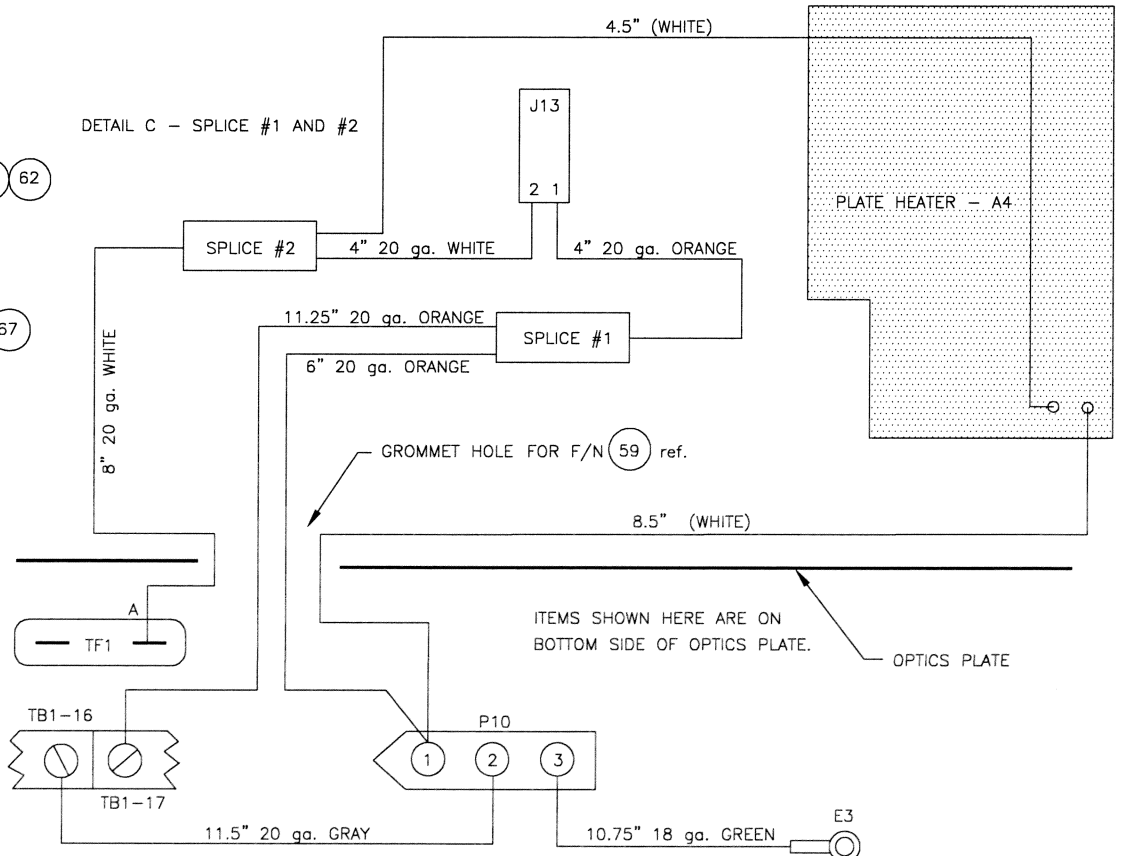 4.5" (WHITE)
J13
DETAIL C – SPLICE #1 AND #2
62
2 1
PLATE HEATER – A4
SPLICE #2
4" 20 ga. WHITE
4" 20 ga. ORANGE
11.25" 20 ga. ORANGE
67
SPLICE #1
6" 20 ga. ORANGE
8" 20 ga. WHITE
GROMMET HOLE FOR F/N 59 ref.
8.5" (WHITE)
A
TF1
ITEMS SHOWN HERE ARE ON
BOTTOM SIDE OF OPTICS PLATE.
OPTICS PLATE
TB1–16
P10
1 2 3
TB1–17
E3
11.5" 20 ga. GRAY
10.75" 18 ga. GREEN